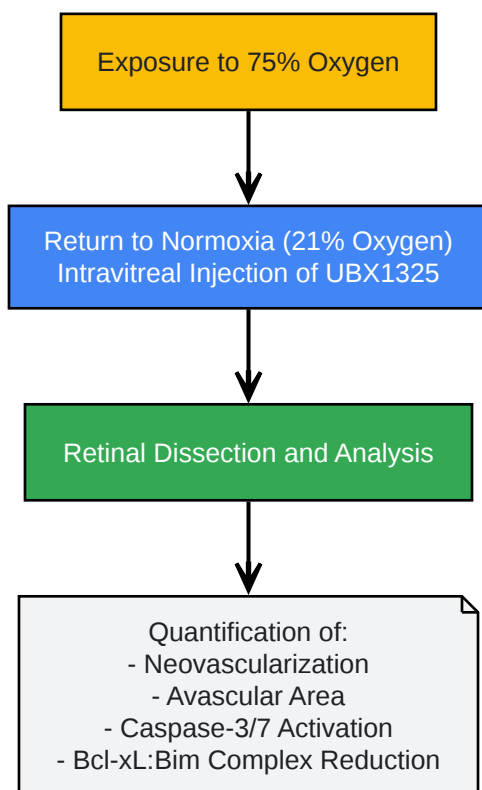 Exposure to 75% Oxygen
Return to Normoxia (21% Oxygen)
Intravitreal Injection of UBX1325
Retinal Dissection and Analysis
Quantification of:
- Neovascularization
- Avascular Area
- Caspase-3/7 Activation
- Bcl-xL:Bim Complex Reduction